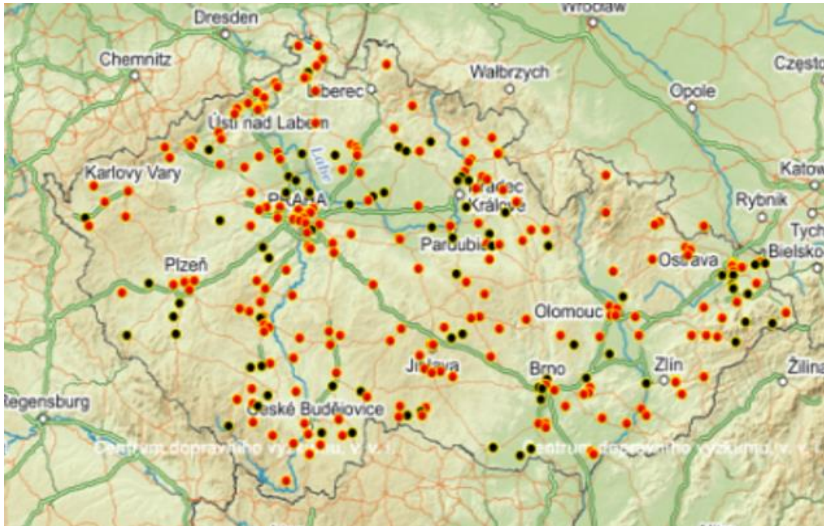 Dresden
Wrocław
Chemnitz
Często
Liberec
Wałbrzych
Opole
Ústí nad Labem
Labe
Karlovy Vary
Katow
PRAHA
Hradec
Králové
Rybnik
Tych
Pardubic
Bielsko
Plzeň
Ostrava
Olomouc
Jihlava
Brno
Zlín
Žilina
Regensburg
České Budějovice
Centrum dopravního výzkumu, v. v. i.
Centrum dopravního výzkumu, v. v.